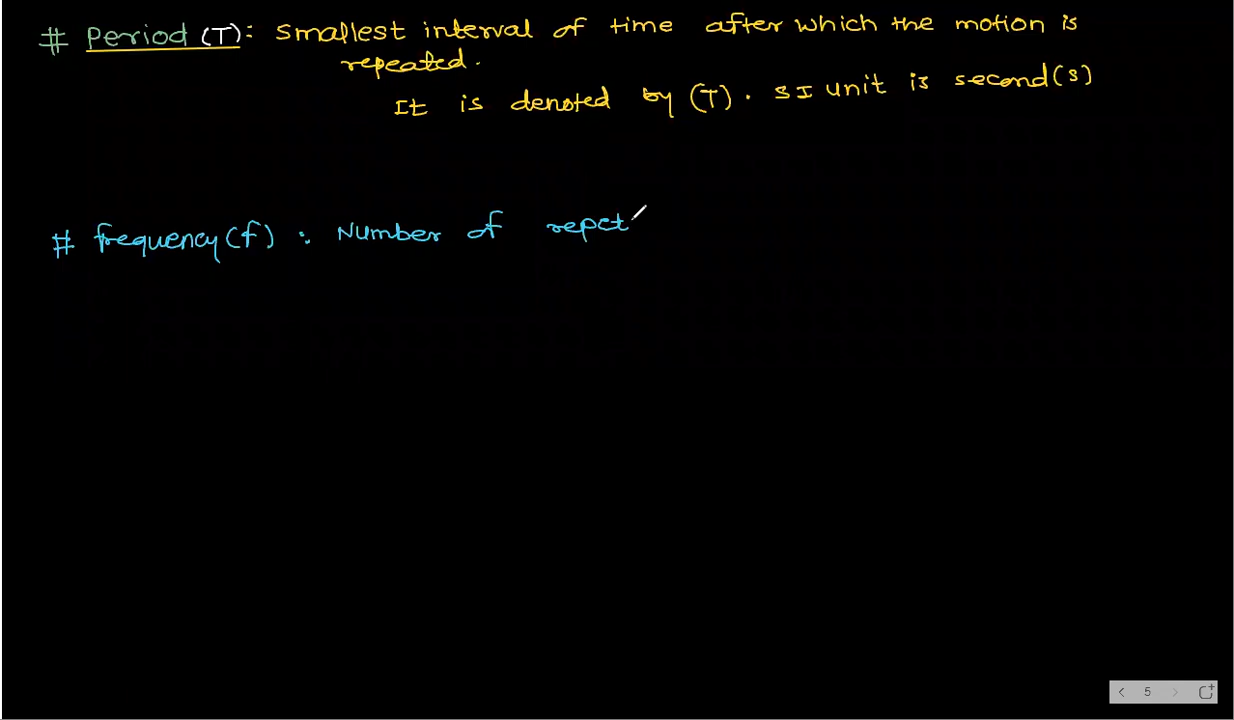 # Period (T): smallest interval of time after which the motion is
repeated.
It is denoted by (T). SI unit is second(s)
# frequency(f) : Number of repet
< 5 >